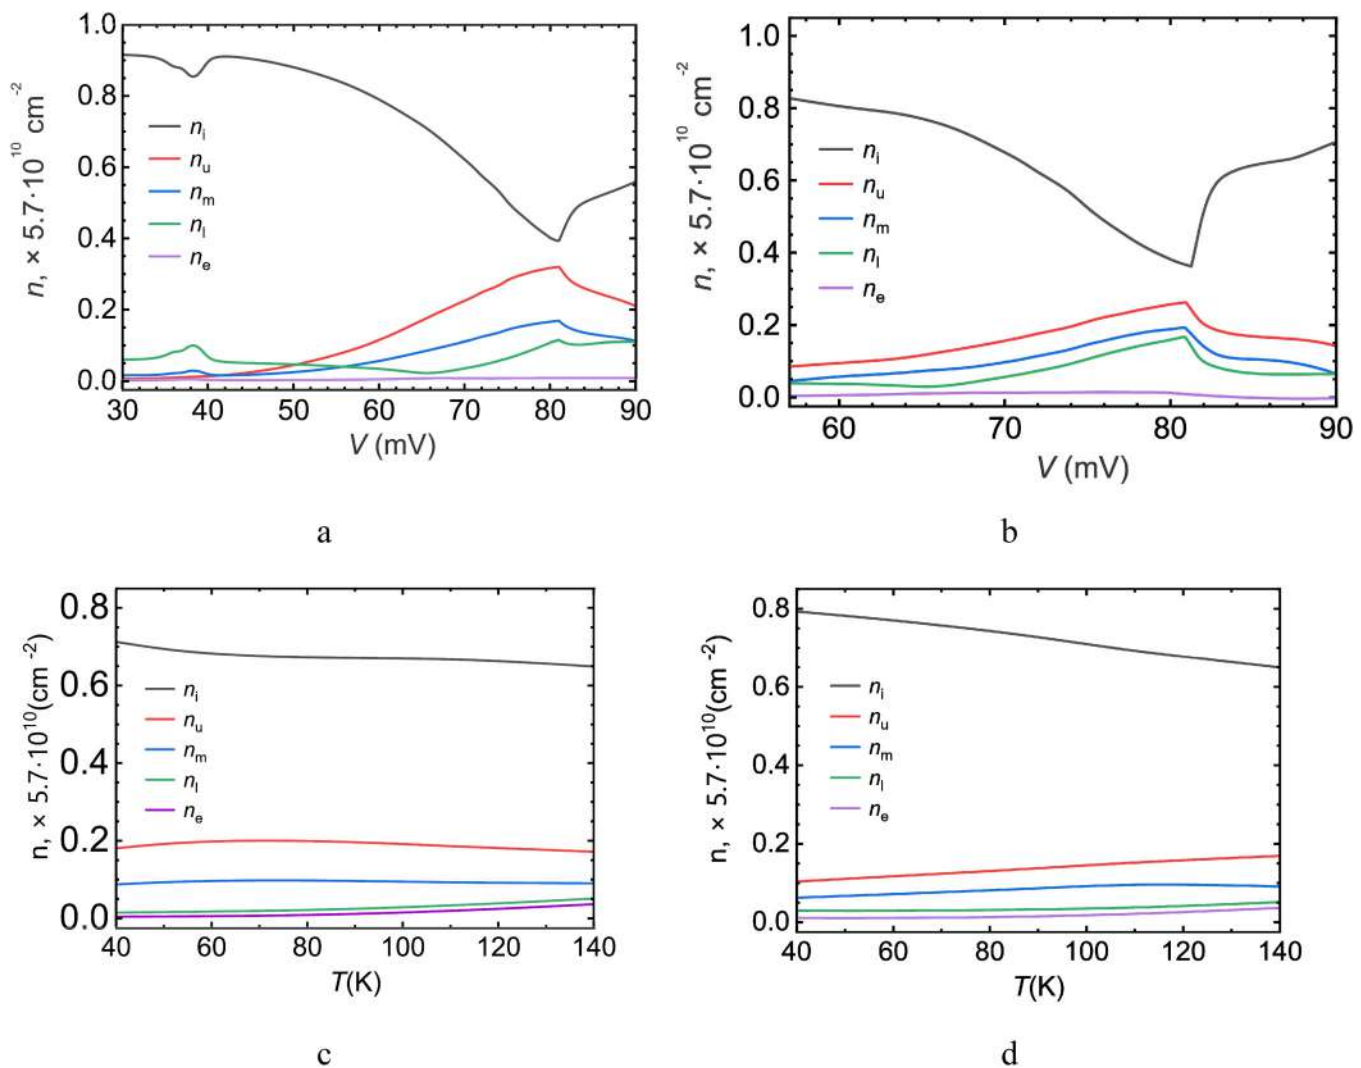 1.0
0.8
0.6
0.4
0.2
0.0
n, × 5.7·10^10 cm^-2
n_i
n_u
n_m
n_l
n_e
30 40 50 60 70 80 90
V (mV)
a
1.0
0.8
0.6
0.4
0.2
0.0
n, × 5.7·10^10 cm^-2
n_i
n_u
n_m
n_l
n_e
60 70 80 90
V (mV)
b
0.8
0.6
0.4
0.2
0.0
n, × 5.7·10^10(cm^-2)
n_i
n_u
n_m
n_l
n_e
40 60 80 100 120 140
T(K)
c
0.8
0.6
0.4
0.2
0.0
n, × 5.7·10^10(cm^-2)
n_i
n_u
n_m
n_l
n_e
40 60 80 100 120 140
T(K)
d